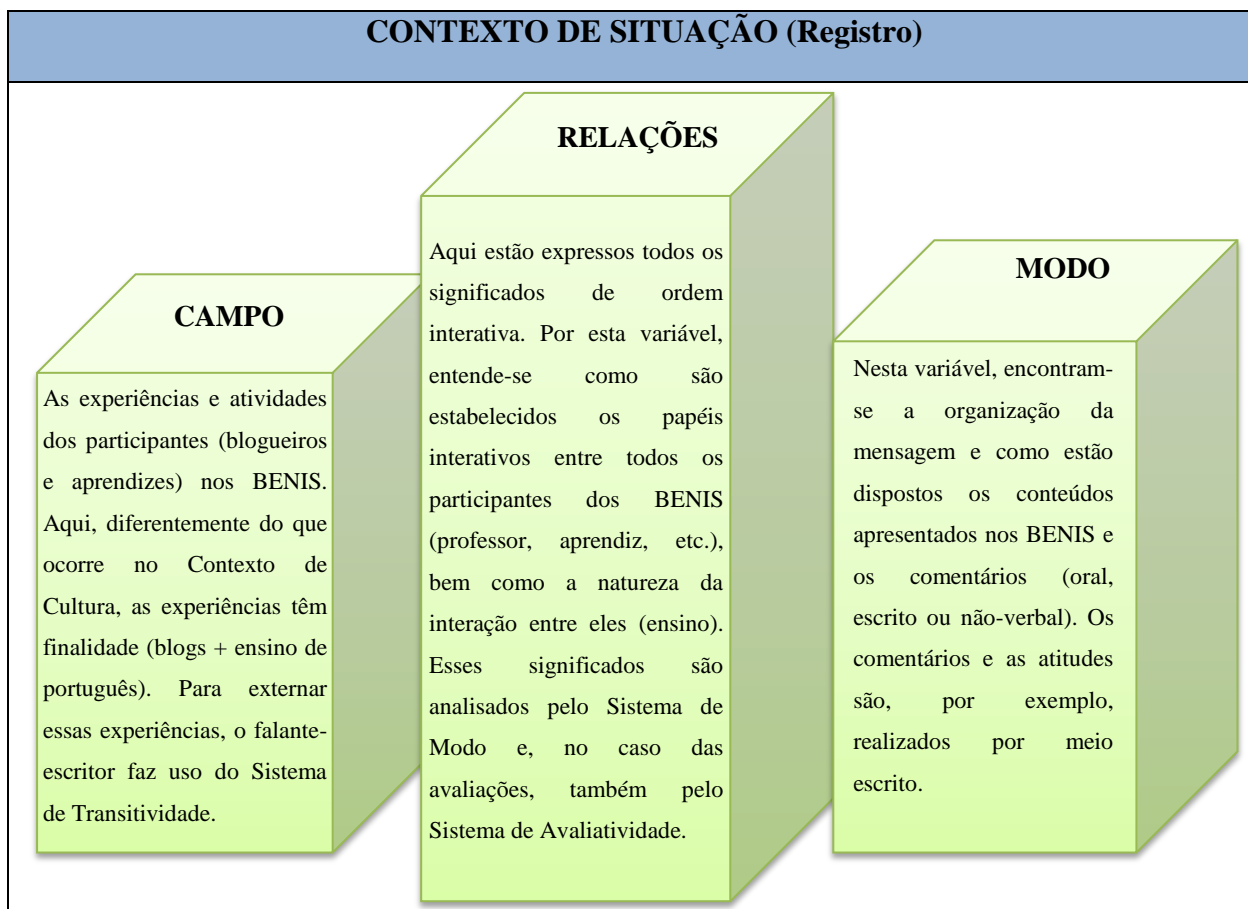 CONTEXTO DE SITUAÇÃO (Registro)
CAMPO
As experiências e atividades
dos participantes (blogueiros
e aprendizes) nos BENIS.
Aqui, diferentemente do que
ocorre no Contexto de
Cultura, as experiências têm
finalidade (blogs + ensino de
português). Para externar
essas experiências, o falante-
escritor faz uso do Sistema
de Transitividade.
RELAÇÕES
Aqui estão expressos todos os
significados de ordem
interativa. Por esta variável,
entende-se como são
estabelecidos os papéis
interativos entre todos os
participantes dos BENIS
(professor, aprendiz, etc.),
bem como a natureza da
interação entre eles (ensino).
Esses significados são
analisados pelo Sistema de
Modo e, no caso das
avaliações, também pelo
Sistema de Avaliatividade.
MODO
Nesta variável, encontram-
se a organização da
mensagem e como estão
dispostos os conteúdos
apresentados nos BENIS e
os comentários (oral,
escrito ou não-verbal). Os
comentários e as atitudes
são, por exemplo,
realizados por meio
escrito.